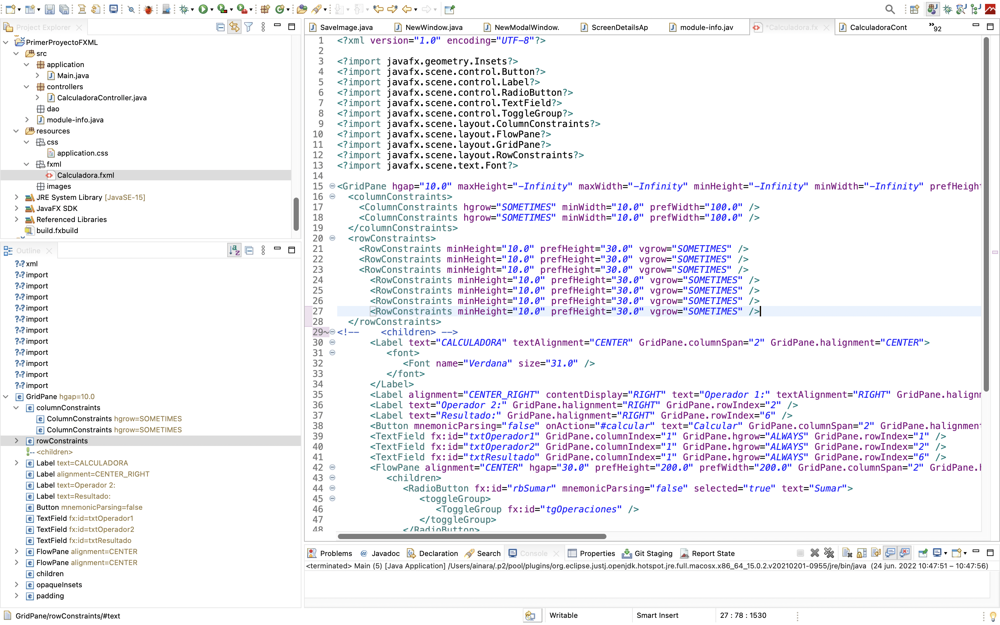 Project Explorer
PrimerProyectoFXML
src
application
Main.java
controllers
CalculadoraController.java
dao
module-info.java
resources
css
application.css
fxml
Calculadora.fxml
images
JRE System Library [JavaSE-15]
JavaFX SDK
Referenced Libraries
build.fxbuild
Outline
?=? xml
?=? import
?=? import
?=? import
?=? import
?=? import
?=? import
?=? import
?=? import
?=? import
?=? import
?=? import
GridPane hgap=10.0
columnConstraints
ColumnConstraints hgrow=SOMETIMES
ColumnConstraints hgrow=SOMETIMES
rowConstraints
<children>
Label text=CALCULADORA
Label alignment=CENTER_RIGHT
Label text=Operador 2:
Label text=Resultado:
Button mnemonicParsing=false
TextField fx:id=txtOperador1
TextField fx:id=txtOperador2
TextField fx:id=txtResultado
FlowPane alignment=CENTER
FlowPane alignment=CENTER
children
opaqueInsets
padding
SaveImage.java NewWindow.java NewModalWindow. ScreenDetailsAp module-info.jav *Calculadora.fx CalculadoraCont »92
1 <?xml version="1.0" encoding="UTF-8"?>
2
3 <?import javafx.geometry.Insets?>
4 <?import javafx.scene.control.Button?>
5 <?import javafx.scene.control.Label?>
6 <?import javafx.scene.control.RadioButton?>
7 <?import javafx.scene.control.TextField?>
8 <?import javafx.scene.control.ToggleGroup?>
9 <?import javafx.scene.layout.ColumnConstraints?>
10 <?import javafx.scene.layout.FlowPane?>
11 <?import javafx.scene.layout.GridPane?>
12 <?import javafx.scene.layout.RowConstraints?>
13 <?import javafx.scene.text.Font?>
14
15 <GridPane hgap="10.0" maxHeight="-Infinity" maxWidth="-Infinity" minHeight="-Infinity" minWidth="-Infinity" prefHeight
16 <columnConstraints>
17 <ColumnConstraints hgrow="SOMETIMES" minWidth="10.0" prefWidth="100.0" />
18 <ColumnConstraints hgrow="SOMETIMES" minWidth="10.0" prefWidth="100.0" />
19 </columnConstraints>
20 <rowConstraints>
21 <RowConstraints minHeight="10.0" prefHeight="30.0" vgrow="SOMETIMES" />
22 <RowConstraints minHeight="10.0" prefHeight="30.0" vgrow="SOMETIMES" />
23 <RowConstraints minHeight="10.0" prefHeight="30.0" vgrow="SOMETIMES" />
24 <RowConstraints minHeight="10.0" prefHeight="30.0" vgrow="SOMETIMES" />
25 <RowConstraints minHeight="10.0" prefHeight="30.0" vgrow="SOMETIMES" />
26 <RowConstraints minHeight="10.0" prefHeight="30.0" vgrow="SOMETIMES" />
27 <RowConstraints minHeight="10.0" prefHeight="30.0" vgrow="SOMETIMES" />
28 </rowConstraints>
29~ <!-- <children> -->
30 <Label text="CALCULADORA" textAlignment="CENTER" GridPane.columnSpan="2" GridPane.halignment="CENTER">
31 <font>
32 <Font name="Verdana" size="31.0" />
33 </font>
34 </Label>
35 <Label alignment="CENTER_RIGHT" contentDisplay="RIGHT" text="Operador 1:" textAlignment="RIGHT" GridPane.halignm
36 <Label text="Operador 2:" GridPane.halignment="RIGHT" GridPane.rowIndex="2" />
37 <Label text="Resultado:" GridPane.halignment="RIGHT" GridPane.rowIndex="6" />
38 <Button mnemonicParsing="false" onAction="#calcular" text="Calcular" GridPane.columnSpan="2" GridPane.halignment
39 <TextField fx:id="txtOperador1" GridPane.columnIndex="1" GridPane.hgrow="ALWAYS" GridPane.rowIndex="1" />
40 <TextField fx:id="txtOperador2" GridPane.columnIndex="1" GridPane.hgrow="ALWAYS" GridPane.rowIndex="2" />
41 <TextField fx:id="txtResultado" GridPane.columnIndex="1" GridPane.hgrow="ALWAYS" GridPane.rowIndex="6" />
42 <FlowPane alignment="CENTER" hgap="30.0" prefHeight="200.0" prefWidth="200.0" GridPane.columnSpan="2" GridPane.h
43 <children>
44 <RadioButton fx:id="rbSumar" mnemonicParsing="false" selected="true" text="Sumar">
45 <toggleGroup>
46 <ToggleGroup fx:id="tgOperaciones" />
47 </toggleGroup>
48 </RadioButton>
Problems Javadoc Declaration Search Console Properties Git Staging Report State
<terminated> Main (5) [Java Application] /Users/ainara/.p2/pool/plugins/org.eclipse.justj.openjdk.hotspot.jre.full.macosx.x86_64_15.0.2.v20210201-0955/jre/bin/java (24 jun. 2022 10:47:51 – 10:47:56)
GridPane/rowConstraints/#text Writable Smart Insert 27 : 78 : 1530